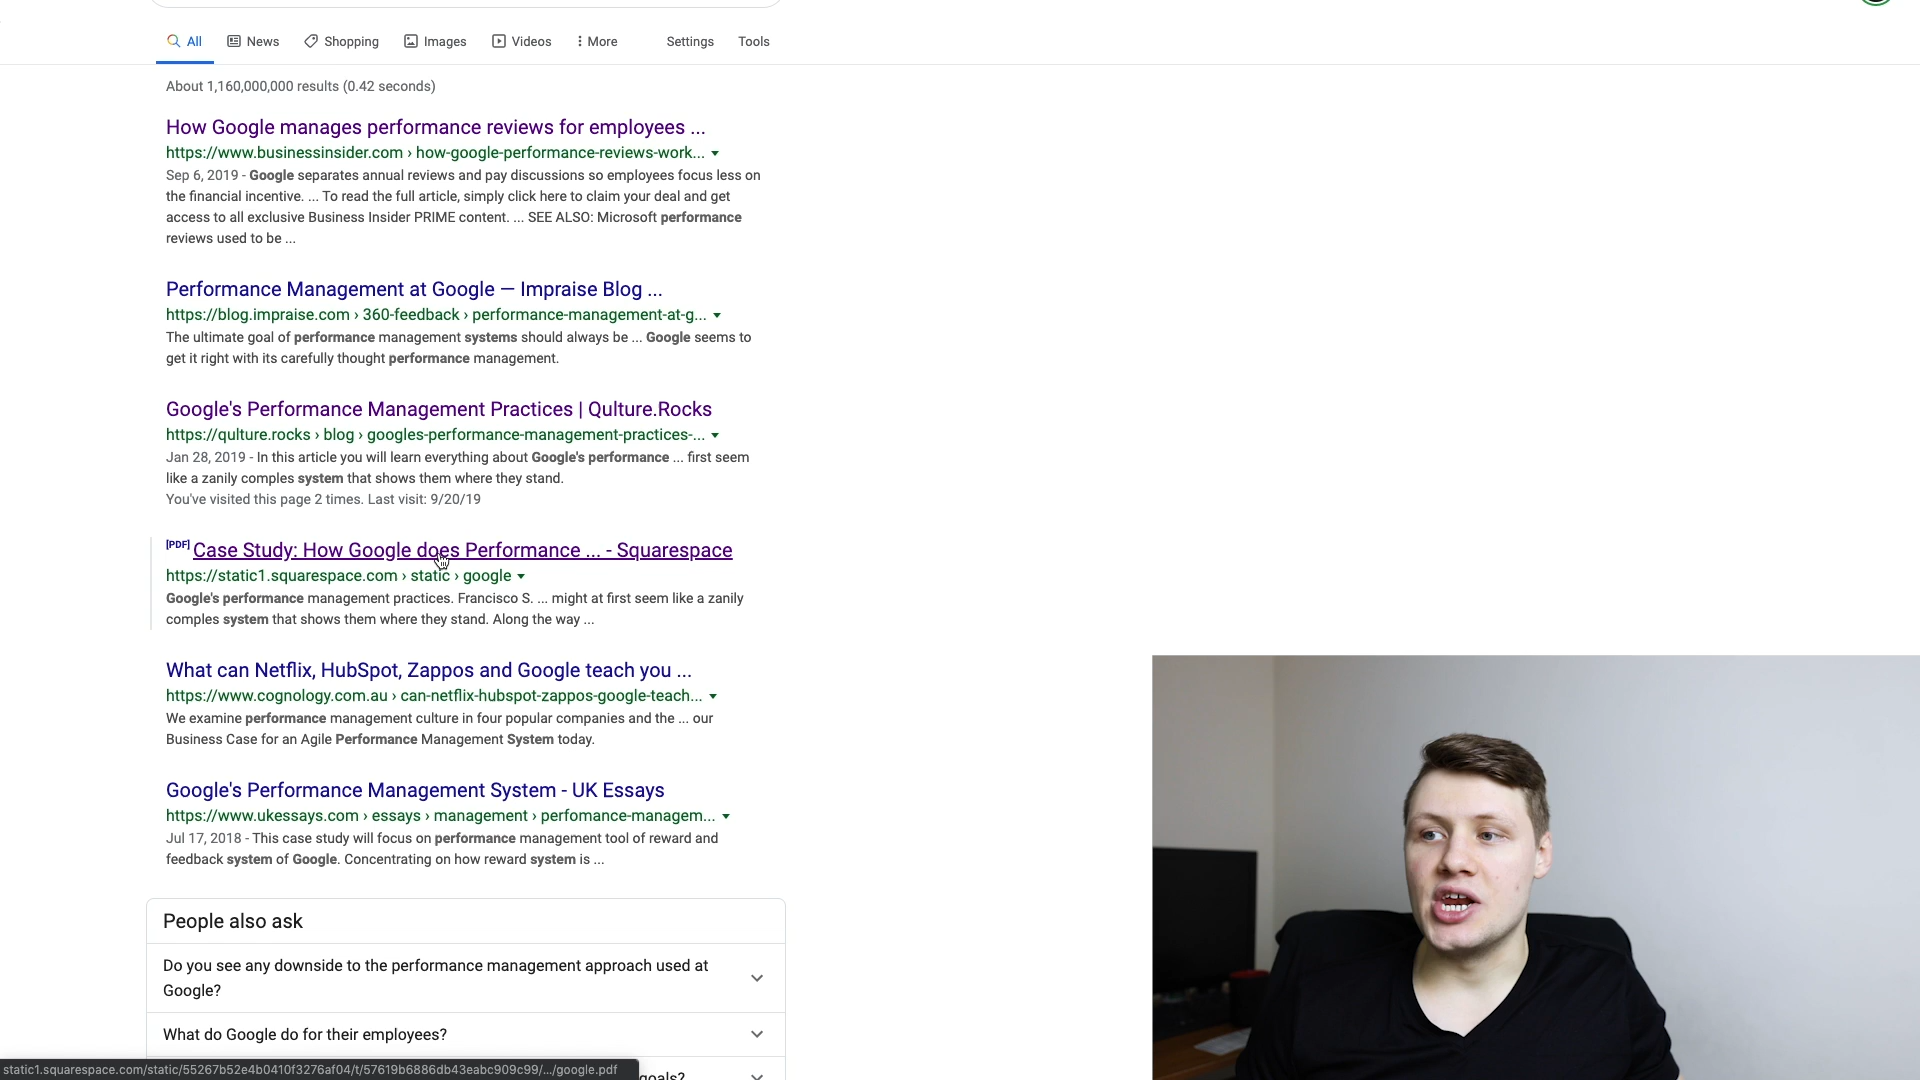 All News Shopping Images Videos More Settings Tools
About 1,160,000,000 results (0.42 seconds)
How Google manages performance reviews for employees ...
https://www.businessinsider.com › how-google-performance-reviews-work...
Sep 6, 2019 - Google separates annual reviews and pay discussions so employees focus less on
the financial incentive. ... To read the full article, simply click here to claim your deal and get
access to all exclusive Business Insider PRIME content. ... SEE ALSO: Microsoft performance
reviews used to be ...
Performance Management at Google — Impraise Blog ...
https://blog.impraise.com › 360-feedback › performance-management-at-g...
The ultimate goal of performance management systems should always be ... Google seems to
get it right with its carefully thought performance management.
Google's Performance Management Practices | Qulture.Rocks
https://qulture.rocks › blog › googles-performance-management-practices-...
Jan 28, 2019 - In this article you will learn everything about Google's performance ... first seem
like a zanily comples system that shows them where they stand.
You've visited this page 2 times. Last visit: 9/20/19
[PDF] Case Study: How Google does Performance ... - Squarespace
https://static1.squarespace.com › static › google
Google's performance management practices. Francisco S. ... might at first seem like a zanily
comples system that shows them where they stand. Along the way ...
What can Netflix, HubSpot, Zappos and Google teach you ...
https://www.cognology.com.au › can-netflix-hubspot-zappos-google-teach...
We examine performance management culture in four popular companies and the ... our
Business Case for an Agile Performance Management System today.
Google's Performance Management System - UK Essays
https://www.ukessays.com › essays › management › perfomance-managem...
Jul 17, 2018 - This case study will focus on performance management tool of reward and
feedback system of Google. Concentrating on how reward system is ...
People also ask
Do you see any downside to the performance management approach used at
Google?
What do Google do for their employees?
goals?
static1.squarespace.com/static/55267b52e4b0410f3276af04/t/57619b6886db43eabc909c99/.../google.pdf